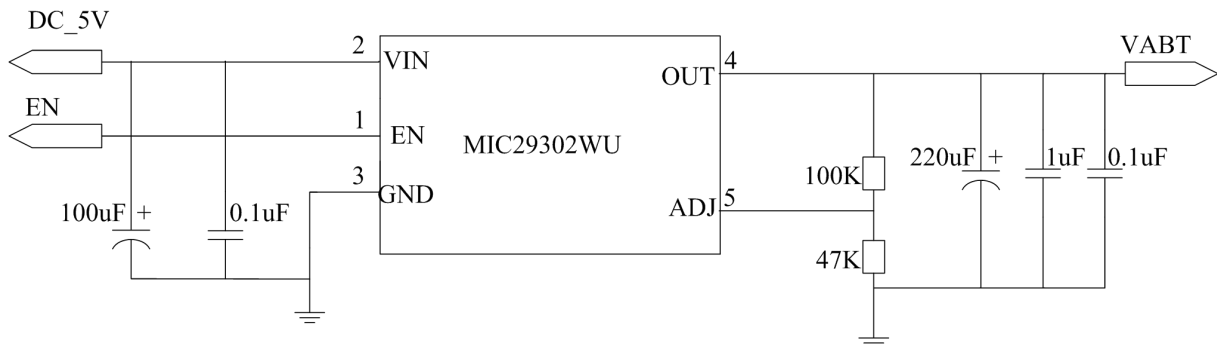 DC_5V
VABT
2
VIN
4
OUT
EN
1
EN
MIC29302WU
3
GND
220uF +
1uF
0.1uF
100K
5
ADJ
100uF +
0.1uF
47K